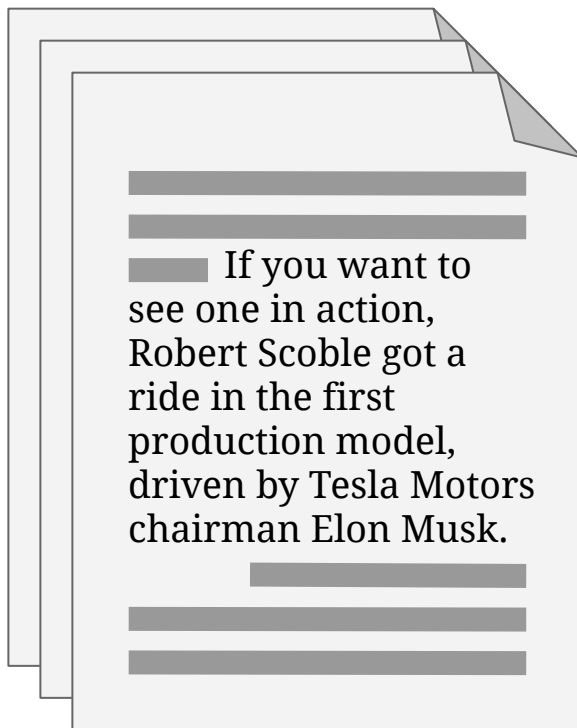 If you want to
see one in action,
Robert Scoble got a
ride in the first
production model,
driven by Tesla Motors
chairman Elon Musk.